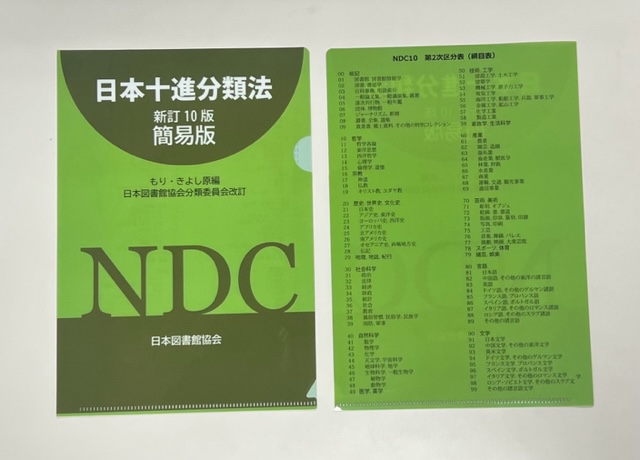 日本十進分類法
新訂10版
簡易版
もり・きよし原編
日本図書館協会分類委員会改訂
NDC
日本図書館協会
NDC10 第2次区分表(綱目表)
00 総記
01 図書館. 図書館情報学
02 図書. 書誌学
03 百科事典. 用語索引
04 一般論文集. 一般講演集. 雑著
05 逐次刊行物. 一般年鑑
06 団体. 博物館
07 ジャーナリズム. 新聞
08 叢書. 全集. 選集
09 貴重書. 郷土資料. その他の特別コレクション
10 哲学
11 哲学各論
12 東洋思想
13 西洋哲学
14 心理学
15 倫理学. 道徳
16 宗教
17 神道
18 仏教
19 キリスト教. ユダヤ教
20 歴史. 世界史. 文化史
21 日本史
22 アジア史. 東洋史
23 ヨーロッパ史. 西洋史
24 アフリカ史
25 北アメリカ史
26 南アメリカ史
27 オセアニア史. 両極地方史
28 伝記
29 地理. 地誌. 紀行
30 社会科学
31 政治
32 法律
33 経済
34 財政
35 統計
36 社会
37 教育
38 風俗習慣. 民俗学. 民族学
39 国防. 軍事
40 自然科学
41 数学
42 物理学
43 化学
44 天文学. 宇宙科学
45 地球科学. 地学
46 生物科学. 一般生物学
47 植物学
48 動物学
49 医学. 薬学
50 技術. 工学
51 建設工学. 土木工学
52 建築学
53 機械工学. 原子力工学
54 電気工学
55 海洋工学. 船舶工学. 兵器. 軍事工学
56 金属工学. 鉱山工学
57 化学工業
58 製造工業
59 家政学. 生活科学
60 産業
61 農業
62 園芸. 造園
63 蚕糸業
64 畜産業. 獣医学
65 林業. 狩猟
66 水産業
67 商業
68 運輸. 交通. 観光事業
69 通信事業
70 芸術. 美術
71 彫刻. オブジェ
72 絵画. 書. 書道
73 版画. 印章. 篆刻. 印譜
74 写真. 印刷
75 工芸
76 音楽. 舞踊. バレエ
77 演劇. 映画. 大衆芸能
78 スポーツ. 体育
79 諸芸. 娯楽
80 言語
81 日本語
82 中国語. その他の東洋の諸言語
83 英語
84 ドイツ語. その他のゲルマン諸語
85 フランス語. プロバンス語
86 スペイン語. ポルトガル語
87 イタリア語. その他のロマンス諸語
88 ロシア語. その他のスラブ諸語
89 その他の諸言語
90 文学
91 日本文学
92 中国文学. その他の東洋文学
93 英米文学
94 ドイツ文学. その他のゲルマン文学
95 フランス文学. プロバンス文学
96 スペイン文学. ポルトガル文学
97 イタリア文学. その他のロマンス文学
98 ロシア・ソビエト文学. その他のスラブ文
99 その他の諸言語文学